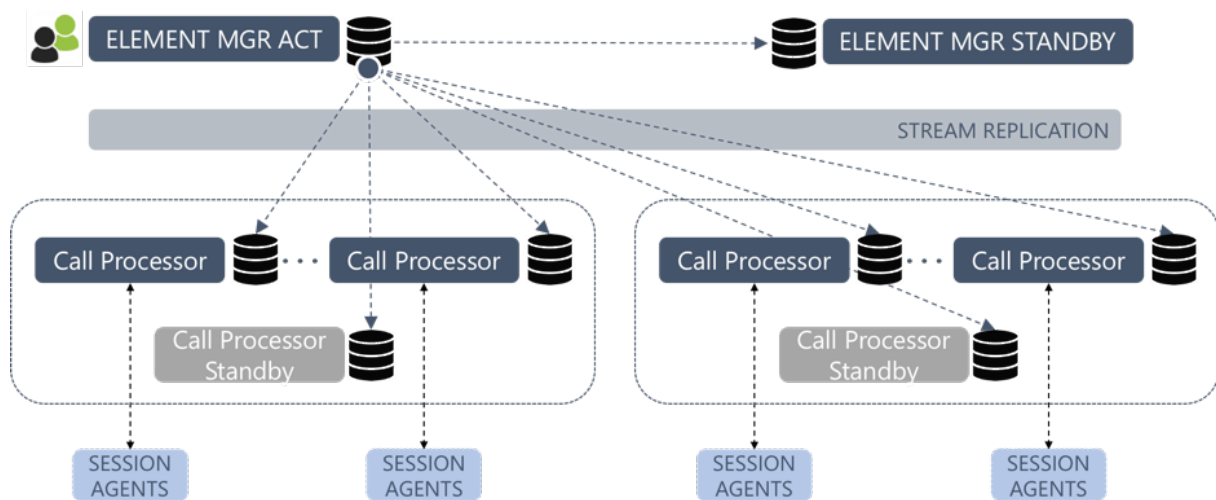 ELEMENT MGR ACT
ELEMENT MGR STANDBY
STREAM REPLICATION
Call Processor
Call Processor
Call Processor
Call Processor
Call Processor
Standby
Call Processor
Standby
SESSION
AGENTS
SESSION
AGENTS
SESSION
AGENTS
SESSION
AGENTS